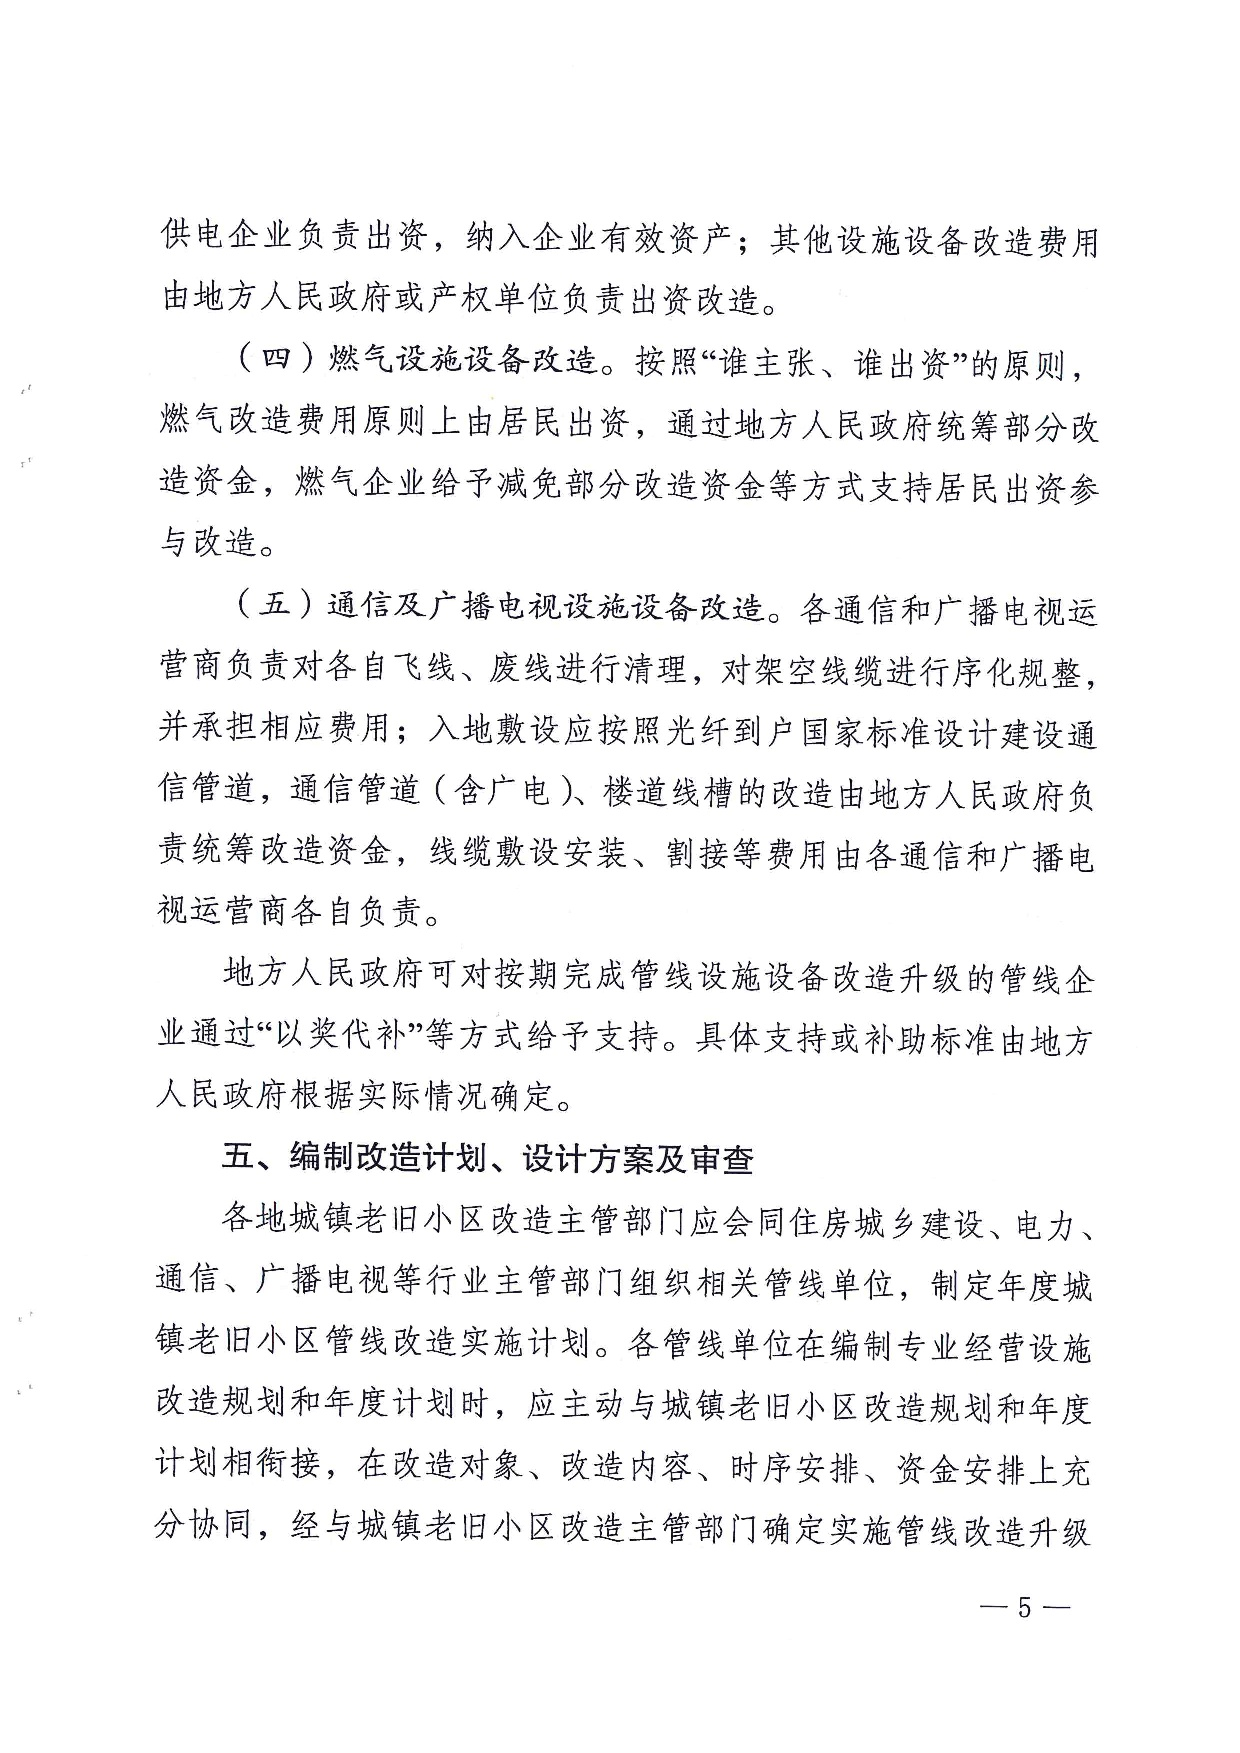 供电企业负责出资，纳入企业有效资产；其他设施设备改造费用
由地方人民政府或产权单位负责出资改造。
（四）燃气设施设备改造。按照“谁主张、谁出资”的原则，
燃气改造费用原则上由居民出资，通过地方人民政府统筹部分改
造资金，燃气企业给予减免部分改造资金等方式支持居民出资参
与改造。
（五）通信及广播电视设施设备改造。各通信和广播电视运
营商负责对各自飞线、废线进行清理，对架空线缆进行序化规整，
并承担相应费用；入地敷设应按照光纤到户国家标准设计建设通
信管道，通信管道（含广电）、楼道线槽的改造由地方人民政府负
责统筹改造资金，线缆敷设安装、割接等费用由各通信和广播电
视运营商各自负责。
地方人民政府可对按期完成管线设施设备改造升级的管线企
业通过“以奖代补”等方式给予支持。具体支持或补助标准由地方
人民政府根据实际情况确定。
五、编制改造计划、设计方案及审查
各地城镇老旧小区改造主管部门应会同住房城乡建设、电力、
通信、广播电视等行业主管部门组织相关管线单位，制定年度城
镇老旧小区管线改造实施计划。各管线单位在编制专业经营设施
改造规划和年度计划时，应主动与城镇老旧小区改造规划和年度
计划相衔接，在改造对象、改造内容、时序安排、资金安排上充
分协同，经与城镇老旧小区改造主管部门确定实施管线改造升级
— 5 —